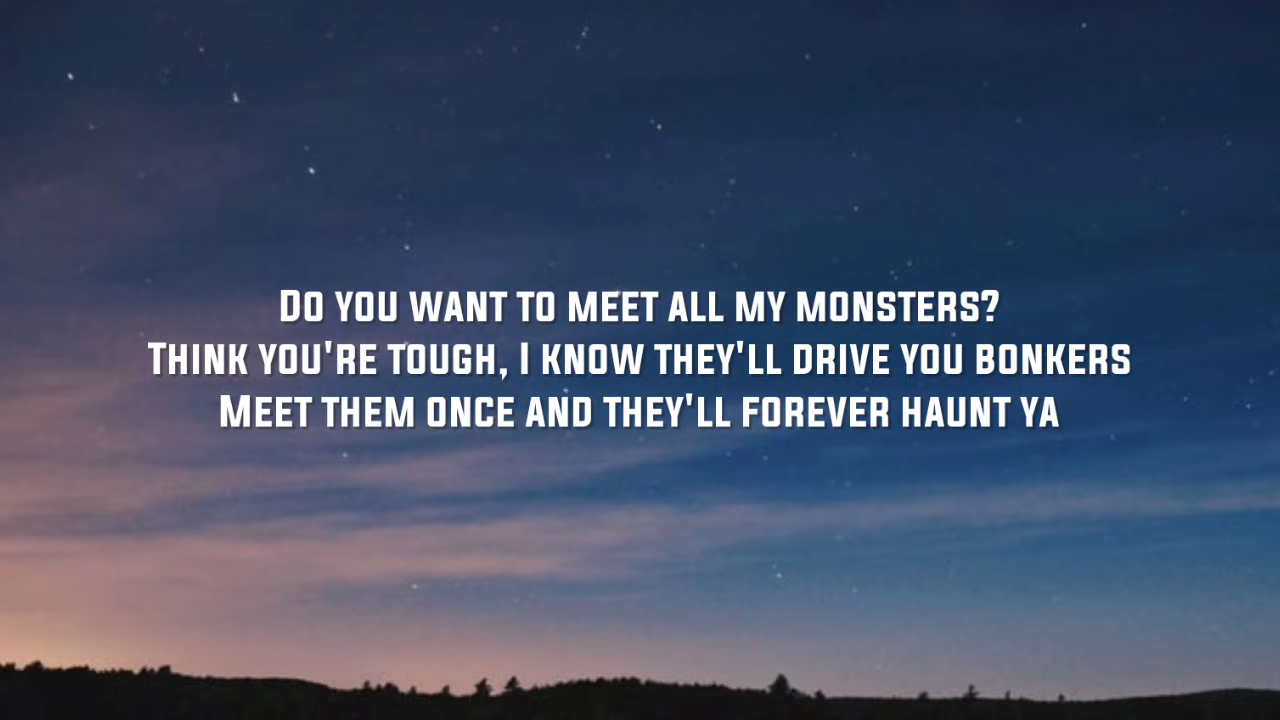 Do you want to meet all my monsters?
Think you're tough, I know they'll drive you bonkers
Meet them once and they'll forever haunt ya